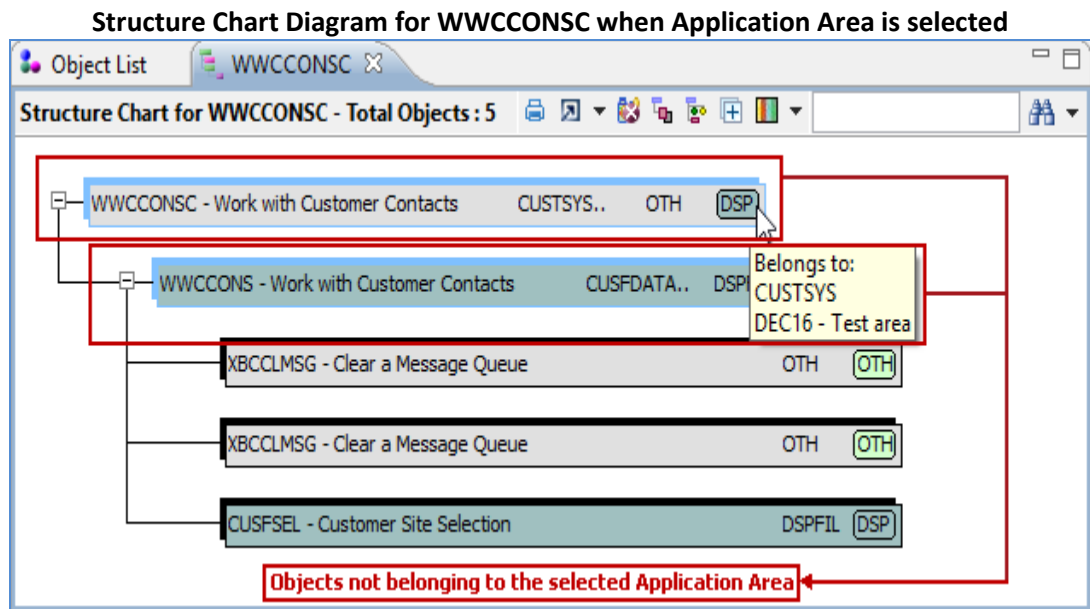 Structure Chart Diagram for WWCCONSC when Application Area is selected
Object List WWCCONSC
Structure Chart for WWCCONSC - Total Objects : 5
WWCCONSC - Work with Customer Contacts CUSTSYS.. OTH DSP
WWCCONS - Work with Customer Contacts CUSFDATA..
Belongs to:
CUSTSYS
DEC16 - Test area
XBCCLMSG - Clear a Message Queue OTH OTH
XBCCLMSG - Clear a Message Queue OTH OTH
CUSFSEL - Customer Site Selection DSPFIL DSP
Objects not belonging to the selected Application Area